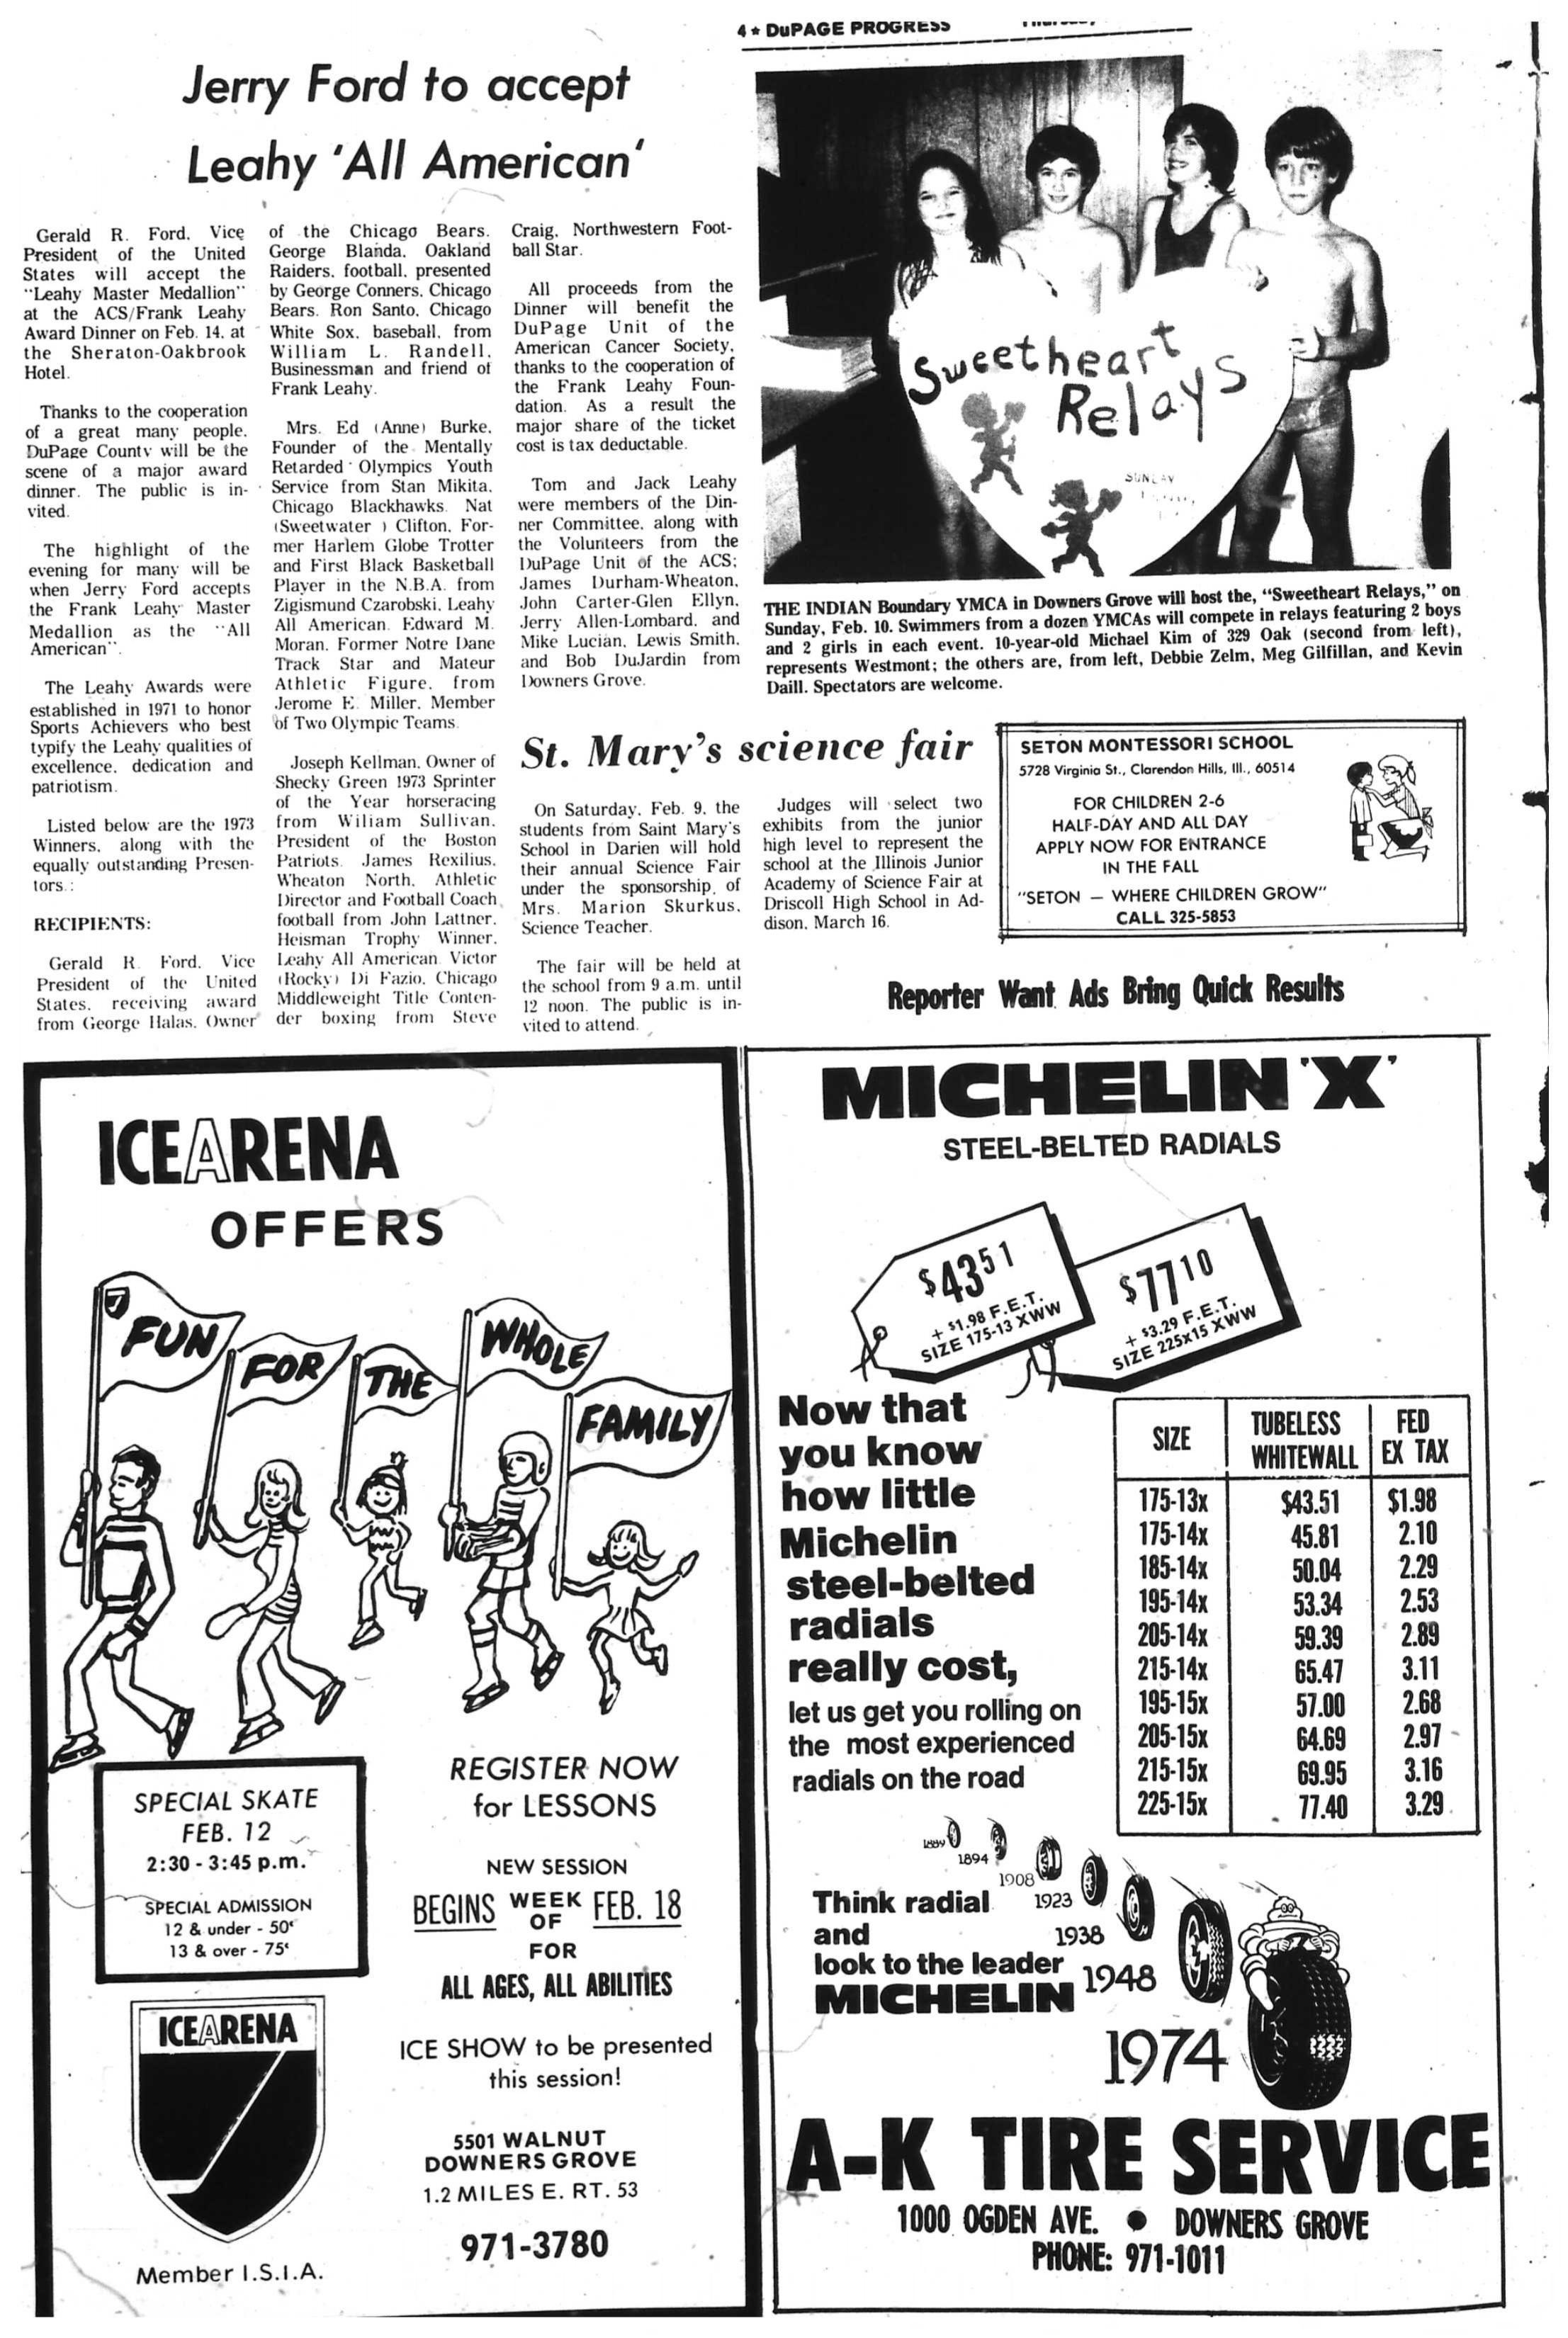 4 ★ DuPAGE PROGRESS
Jerry Ford to accept
Leahy 'All American'
Gerald R. Ford, Vice
President of the United
States will accept the
"Leahy Master Medallion"
at the ACS/Frank Leahy
Award Dinner on Feb. 14, at
the Sheraton-Oakbrook
Hotel.
Thanks to the cooperation
of a great many people,
DuPage County will be the
scene of a major award
dinner. The public is in-
vited.
The highlight of the
evening for many will be
when Jerry Ford accepts
the Frank Leahy Master
Medallion as the "All
American".
The Leahy Awards were
established in 1971 to honor
Sports Achievers who best
typify the Leahy qualities of
excellence, dedication and
patriotism.
Listed below are the 1973
Winners, along with the
equally outstanding Presen-
tors.:
RECIPIENTS:
Gerald R. Ford, Vice
President of the United
States, receiving award
from George Halas, Owner
of the Chicago Bears.
George Blanda, Oakland
Raiders, football, presented
by George Conners, Chicago
Bears. Ron Santo, Chicago
White Sox, baseball, from
William L. Randell,
Businessman and friend of
Frank Leahy.
Mrs. Ed (Anne) Burke,
Founder of the Mentally
Retarded Olympics Youth
Service from Stan Mikita,
Chicago Blackhawks. Nat
(Sweetwater ) Clifton, For-
mer Harlem Globe Trotter
and First Black Basketball
Player in the N.B.A. from
Zigismund Czarobski, Leahy
All American. Edward M.
Moran, Former Notre Dane
Track Star and Mateur
Athletic Figure, from
Jerome E. Miller, Member
of Two Olympic Teams.
Joseph Kellman, Owner of
Shecky Green 1973 Sprinter
of the Year horseracing
from Wiliam Sullivan,
President of the Boston
Patriots. James Rexilius,
Wheaton North, Athletic
Director and Football Coach,
football from John Lattner,
Heisman Trophy Winner,
Leahy All American. Victor
(Rocky) Di Fazio, Chicago
Middleweight Title Conten-
der boxing from Steve
Craig, Northwestern Foot-
ball Star.
All proceeds from the
Dinner will benefit the
DuPage Unit of the
American Cancer Society,
thanks to the cooperation of
the Frank Leahy Foun-
dation. As a result the
major share of the ticket
cost is tax deductable.
Tom and Jack Leahy
were members of the Din-
ner Committee, along with
the Volunteers from the
DuPage Unit of the ACS;
James Durham-Wheaton,
John Carter-Glen Ellyn,
Jerry Allen-Lombard, and
Mike Lucian, Lewis Smith,
and Bob DuJardin from
Downers Grove.
Sweetheart
Relays
SUNDAY
THE INDIAN Boundary YMCA in Downers Grove will host the, "Sweetheart Relays," on
Sunday, Feb. 10. Swimmers from a dozen YMCAs will compete in relays featuring 2 boys
and 2 girls in each event. 10-year-old Michael Kim of 329 Oak (second from left),
represents Westmont; the others are, from left, Debbie Zelm, Meg Gilfillan, and Kevin
Daill. Spectators are welcome.
St. Mary's science fair
On Saturday, Feb. 9, the
students from Saint Mary's
School in Darien will hold
their annual Science Fair
under the sponsorship of
Mrs. Marion Skurkus,
Science Teacher.
The fair will be held at
the school from 9 a.m. until
12 noon. The public is in-
vited to attend.
Judges will select two
exhibits from the junior
high level to represent the
school at the Illinois Junior
Academy of Science Fair at
Driscoll High School in Ad-
dison, March 16.
SETON MONTESSORI SCHOOL
5728 Virginia St., Clarendon Hills, Ill., 60514
FOR CHILDREN 2-6
HALF-DAY AND ALL DAY
APPLY NOW FOR ENTRANCE
IN THE FALL
"SETON — WHERE CHILDREN GROW"
CALL 325-5853
Reporter Want Ads Bring Quick Results
ICEARENA
OFFERS
FUN
FOR
THE
WHOLE
FAMILY
SPECIAL SKATE
FEB. 12
2:30 - 3:45 p.m.
SPECIAL ADMISSION
12 & under - 50¢
13 & over - 75¢
ICEARENA
Member I.S.I.A.
REGISTER NOW
for LESSONS
NEW SESSION
BEGINS WEEK OF FEB. 18
FOR
ALL AGES, ALL ABILITIES
ICE SHOW to be presented
this session!
5501 WALNUT
DOWNERS GROVE
1.2 MILES E. RT. 53
971-3780
MICHELIN 'X'
STEEL-BELTED RADIALS
$43 51
+ $1.98 F.E.T.
SIZE 175-13 XWW
$77 10
+ $3.29 F.E.T.
SIZE 225x15 XWW
Now that
you know
how little
Michelin
steel-belted
radials
really cost,
let us get you rolling on
the most experienced
radials on the road
SIZE TUBELESS WHITEWALL FED EX TAX
175-13x $43.51 $1.98
175-14x 45.81 2.10
185-14x 50.04 2.29
195-14x 53.34 2.53
205-14x 59.39 2.89
215-14x 65.47 3.11
195-15x 57.00 2.68
205-15x 64.69 2.97
215-15x 69.95 3.16
225-15x 77.40 3.29
1889
1894
1908
1923
1938
1948
1974
Think radial
and
look to the leader
MICHELIN
A-K TIRE SERVICE
1000 OGDEN AVE. ● DOWNERS GROVE
PHONE: 971-1011